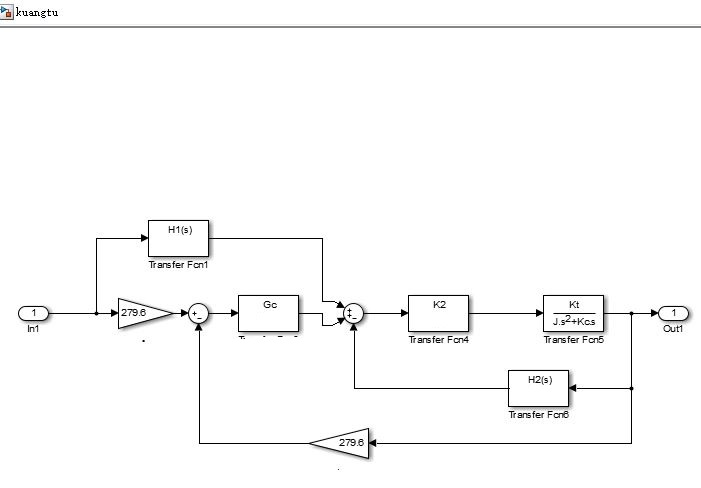 kuangtu
H1(s)
Transfer Fcn1
1
In1
279.6
+
-
Gc
+
+
-
K2
Transfer Fcn4
Kt
J.s2+Kc.s
Transfer Fcn5
1
Out1
H2(s)
Transfer Fcn6
279.6